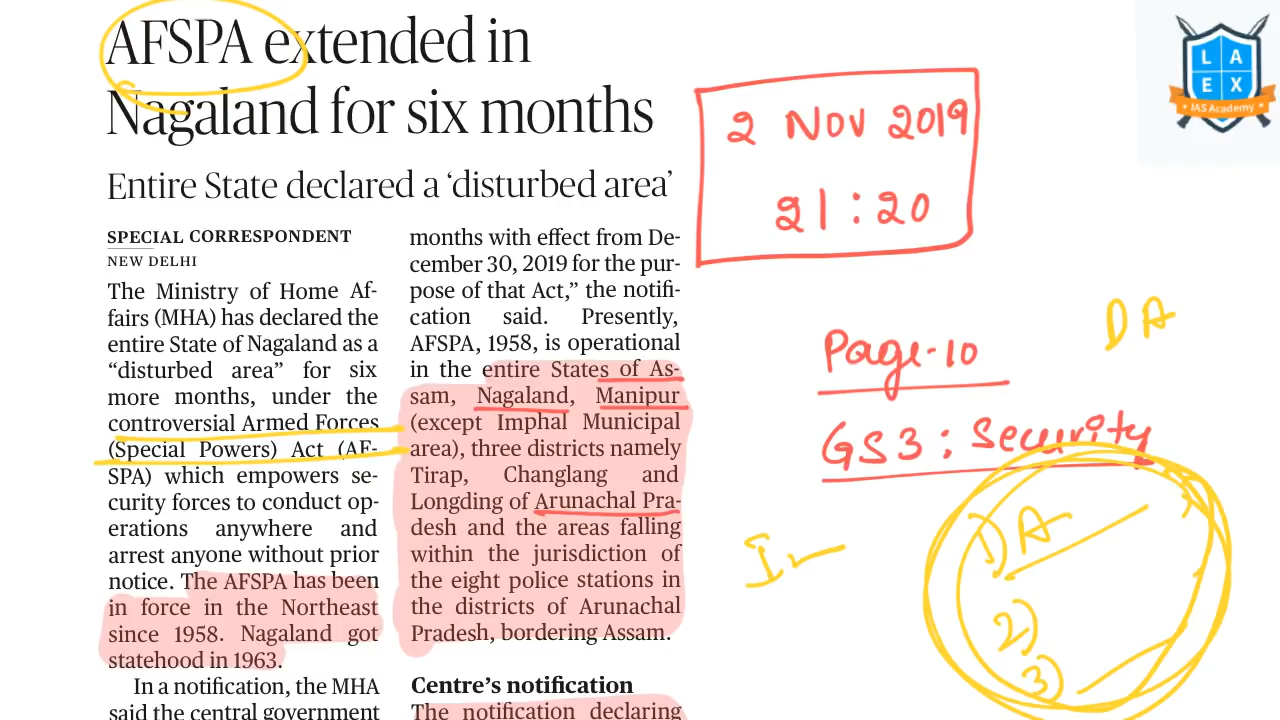 AFSPA extended in
Nagaland for six months
Entire State declared a ‘disturbed area’
SPECIAL CORRESPONDENT
NEW DELHI
The Ministry of Home Af-
fairs (MHA) has declared the
entire State of Nagaland as a
“disturbed area” for six
more months, under the
controversial Armed Forces
(Special Powers) Act (AF-
SPA) which empowers se-
curity forces to conduct op-
erations anywhere and
arrest anyone without prior
notice. The AFSPA has been
in force in the Northeast
since 1958. Nagaland got
statehood in 1963.
In a notification, the MHA
said the central government
months with effect from De-
cember 30, 2019 for the pur-
pose of that Act,” the notifi-
cation said. Presently,
AFSPA, 1958, is operational
in the entire States of As-
sam, Nagaland, Manipur
(except Imphal Municipal
area), three districts namely
Tirap, Changlang and
Longding of Arunachal Pra-
desh and the areas falling
within the jurisdiction of
the eight police stations in
the districts of Arunachal
Pradesh, bordering Assam.
Centre’s notification
The notification declaring
2 NOV 2019
21:20
Page-10
GS3: Security
DA
1) DA
2)
3)
L A
E X
IAS Academy